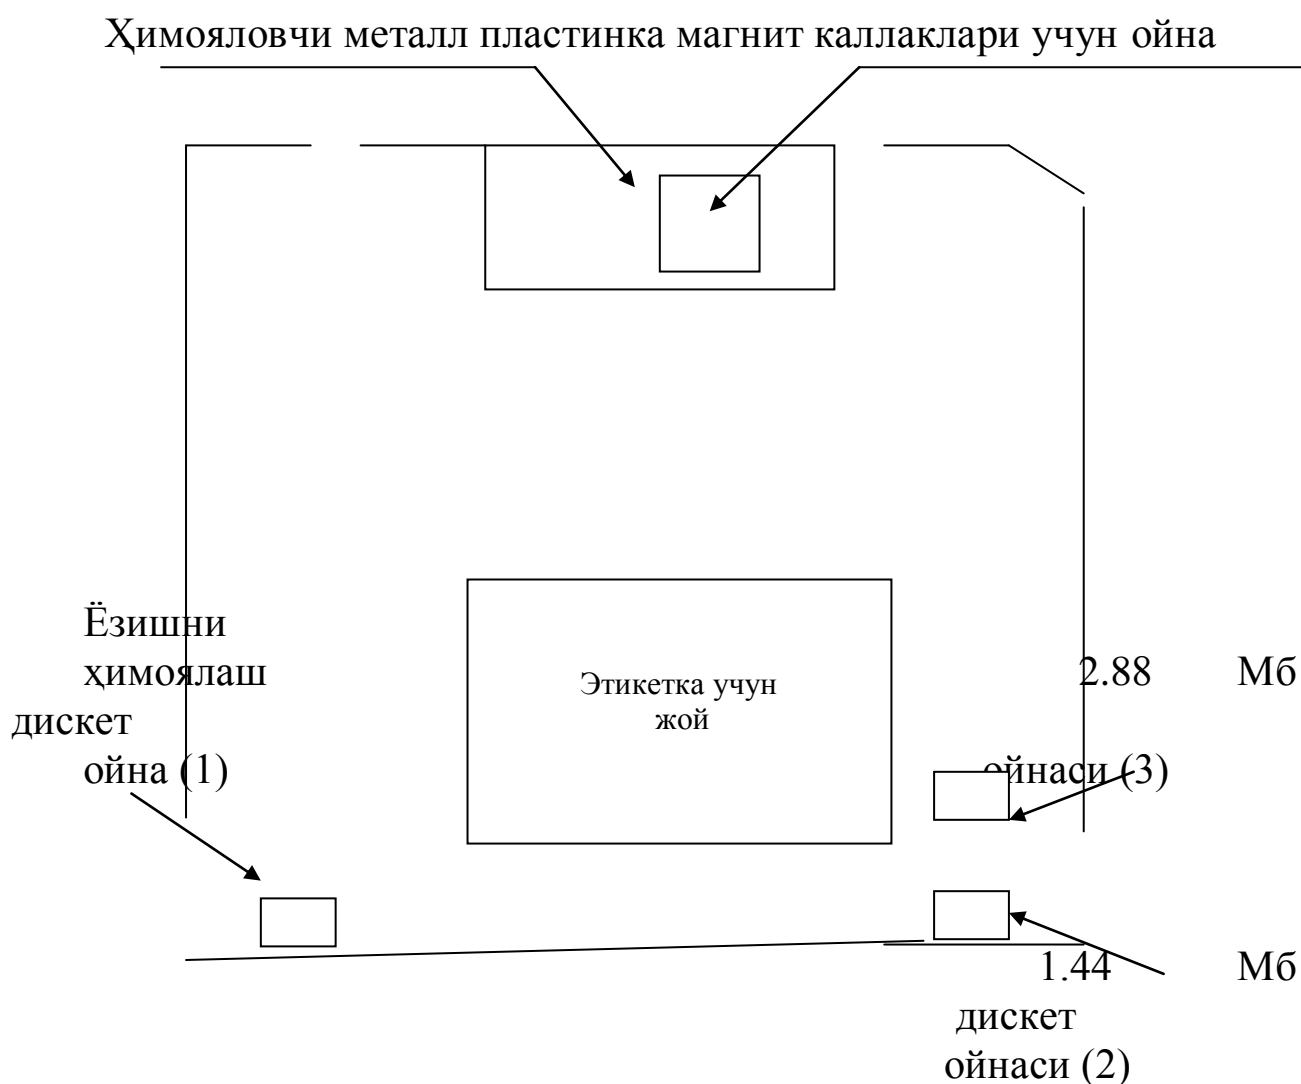 Ҳимояловчи металл пластинка магнит каллаклари учун ойна
Ёзишни
ҳимоялаш
дискет
ойна (1)
Этикетка учун
жой
2.88 Мб
ойнаси (3)
1.44 Мб
дискет
ойнаси (2)